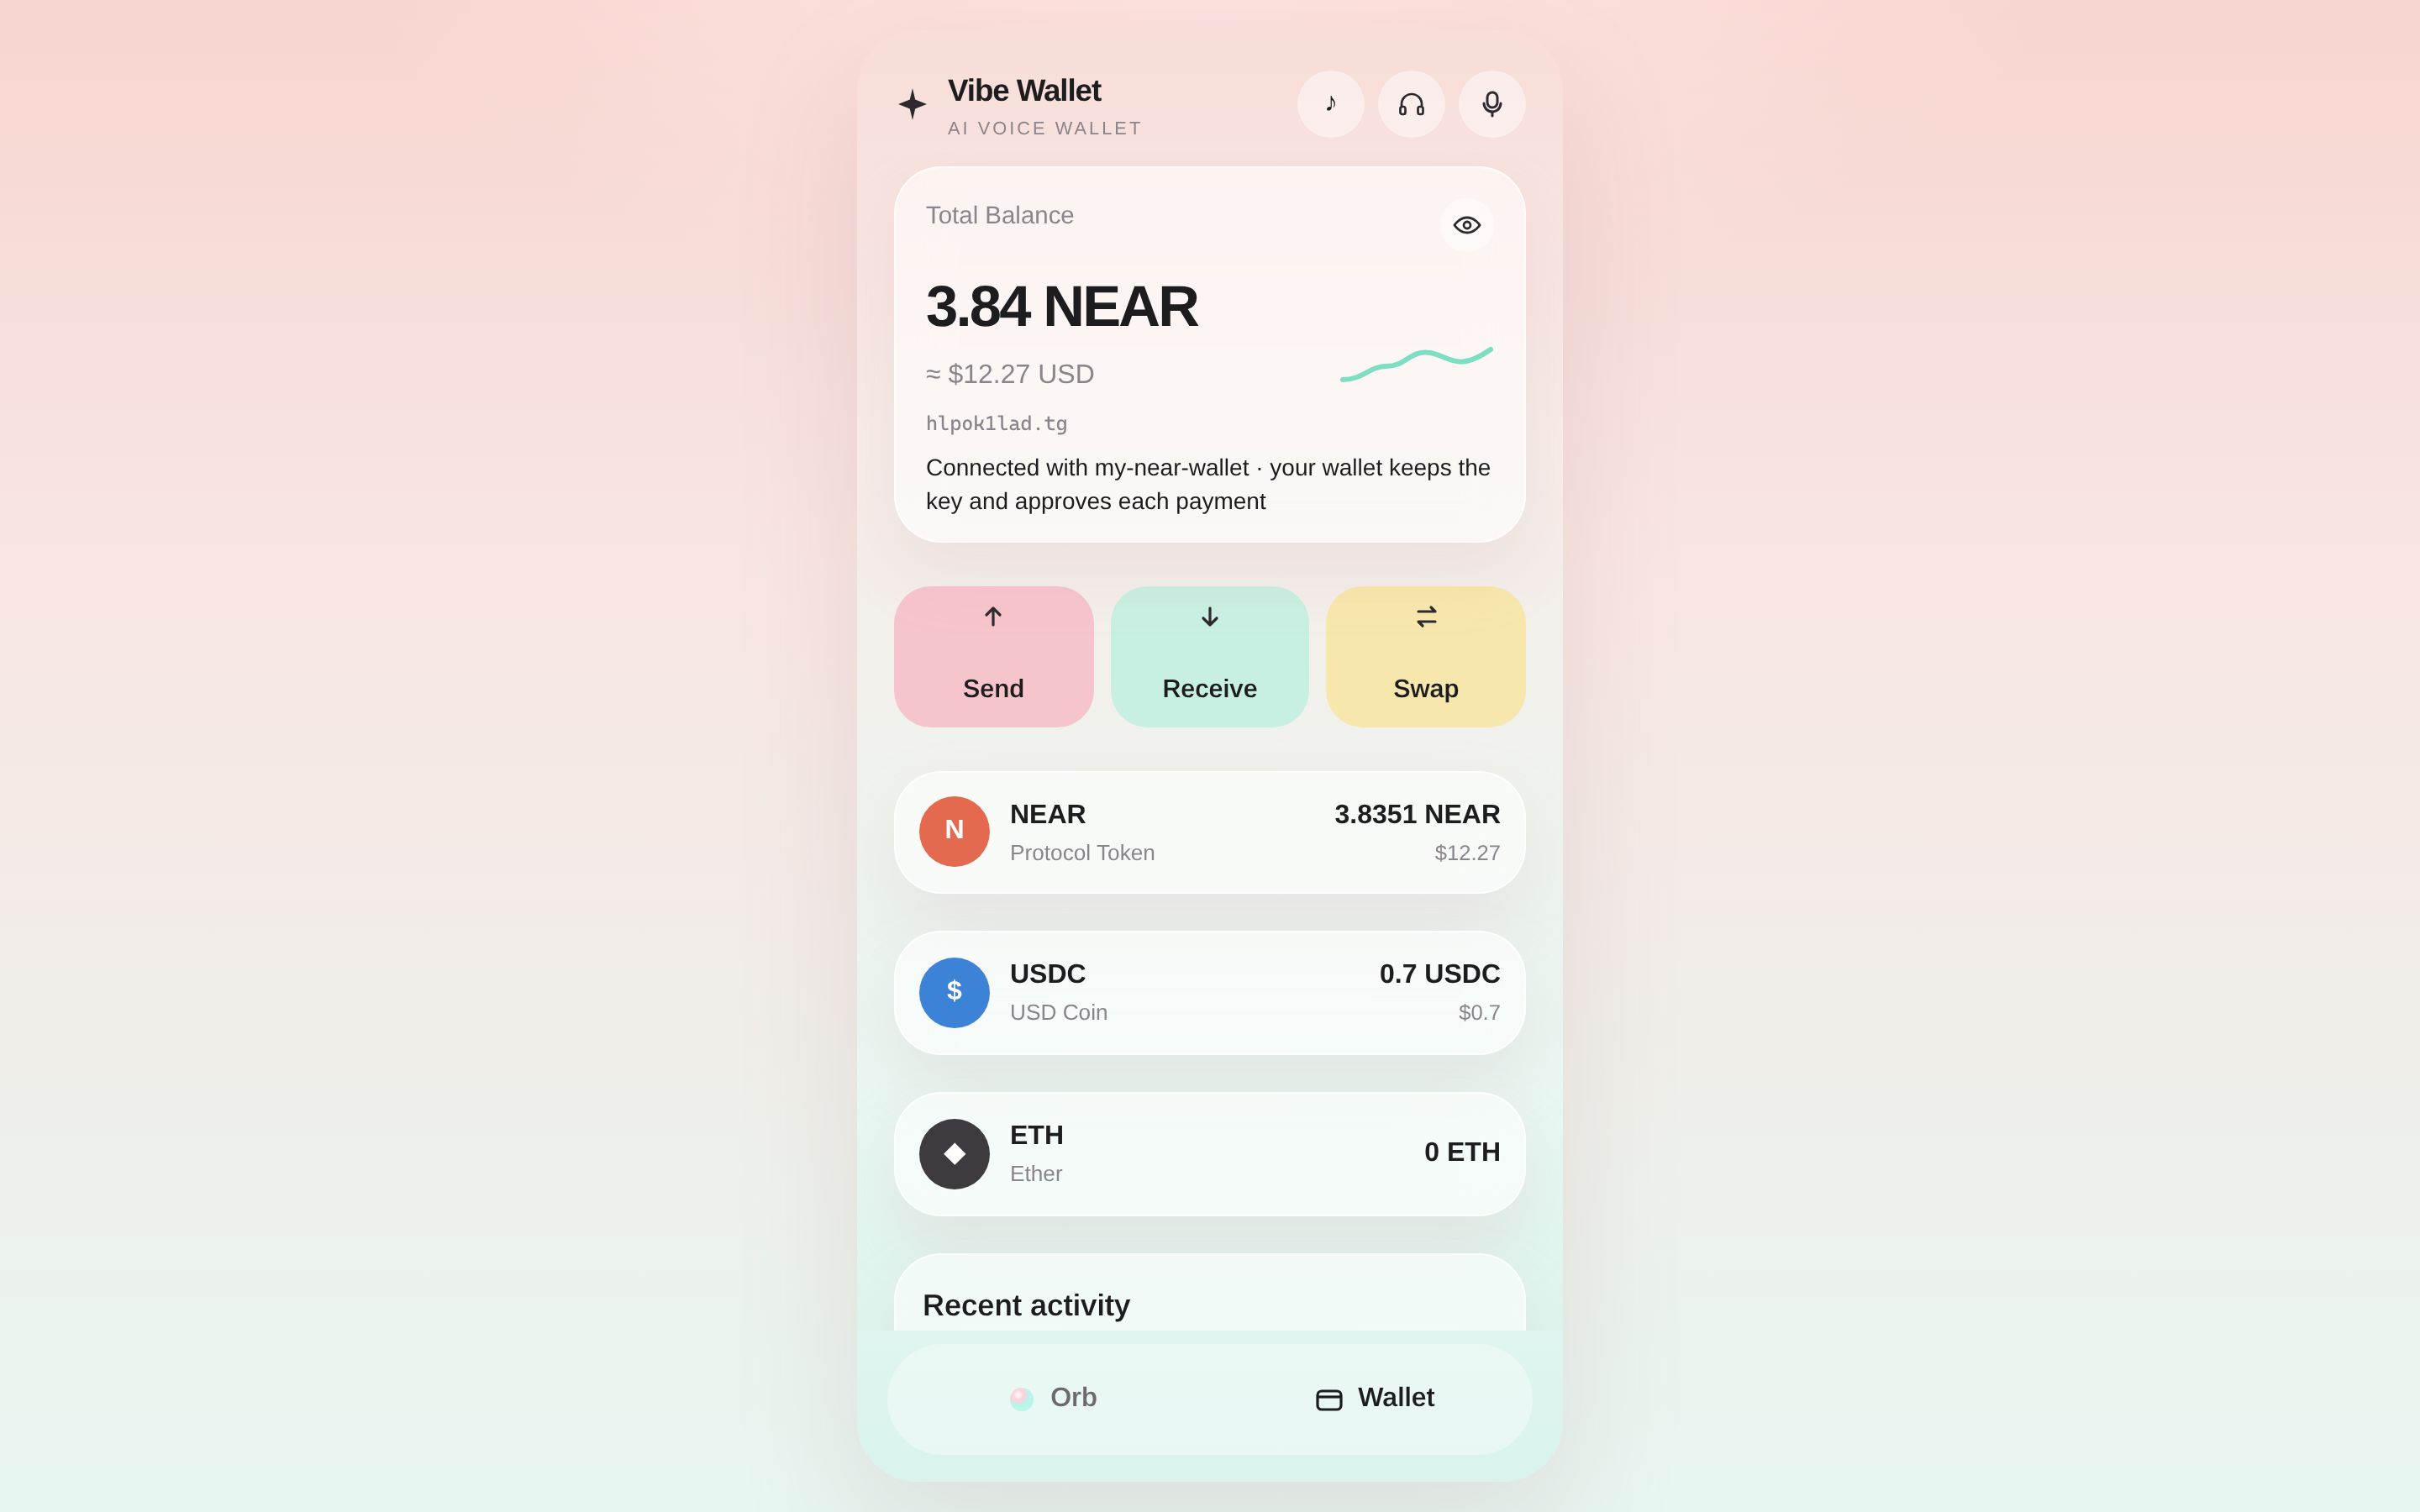 Vibe Wallet
AI VOICE WALLET
Total Balance
3.84 NEAR
≈ $12.27 USD
hlpok1lad.tg
Connected with my-near-wallet · your wallet keeps the
key and approves each payment
Send
Receive
Swap
N
NEAR
3.8351 NEAR
Protocol Token
$12.27
$
USDC
0.7 USDC
USD Coin
$0.7
ETH
0 ETH
Ether
Recent activity
Orb
Wallet